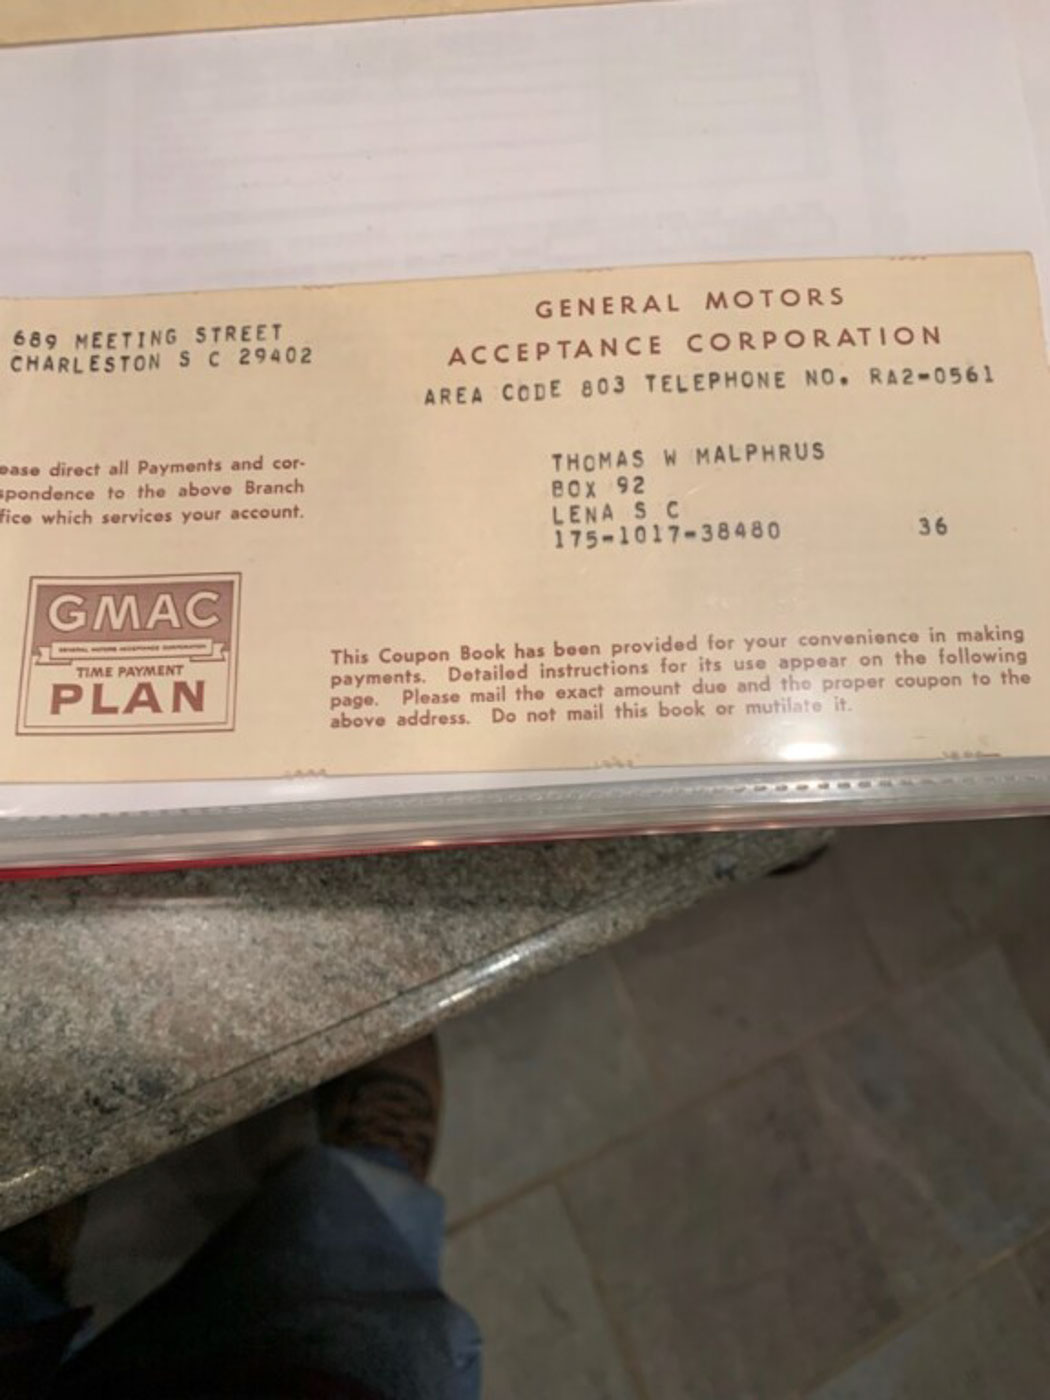 689 MEETING STREET
CHARLESTON S C 29402
GENERAL MOTORS
ACCEPTANCE CORPORATION
AREA CODE 803 TELEPHONE NO. RA2-0561
ease direct all Payments and cor-
spondence to the above Branch
fice which services your account.
THOMAS W MALPHRUS
BOX 92
LENA S C
175-1017-38480 36
GMAC
GENERAL MOTORS ACCEPTANCE CORPORATION
TIME PAYMENT
PLAN
This Coupon Book has been provided for your convenience in making
payments. Detailed instructions for its use appear on the following
page. Please mail the exact amount due and the proper coupon to the
above address. Do not mail this book or mutilate it.